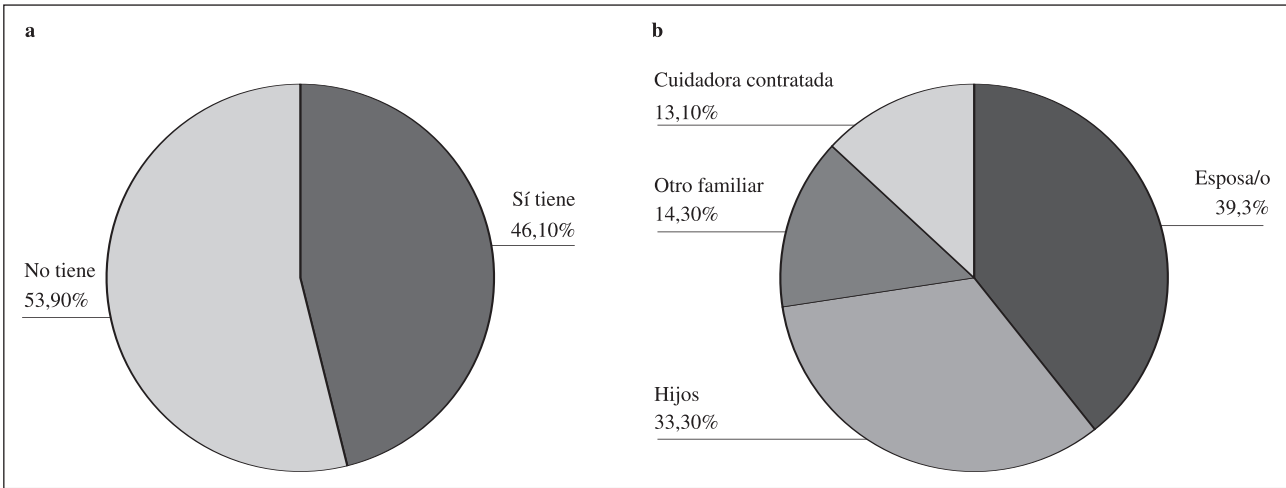 a
Sí tiene
46,10%
No tiene
53,90%
b
Cuidadora contratada
13,10%
Otro familiar
14,30%
Esposa/o
39,3%
Hijos
33,30%